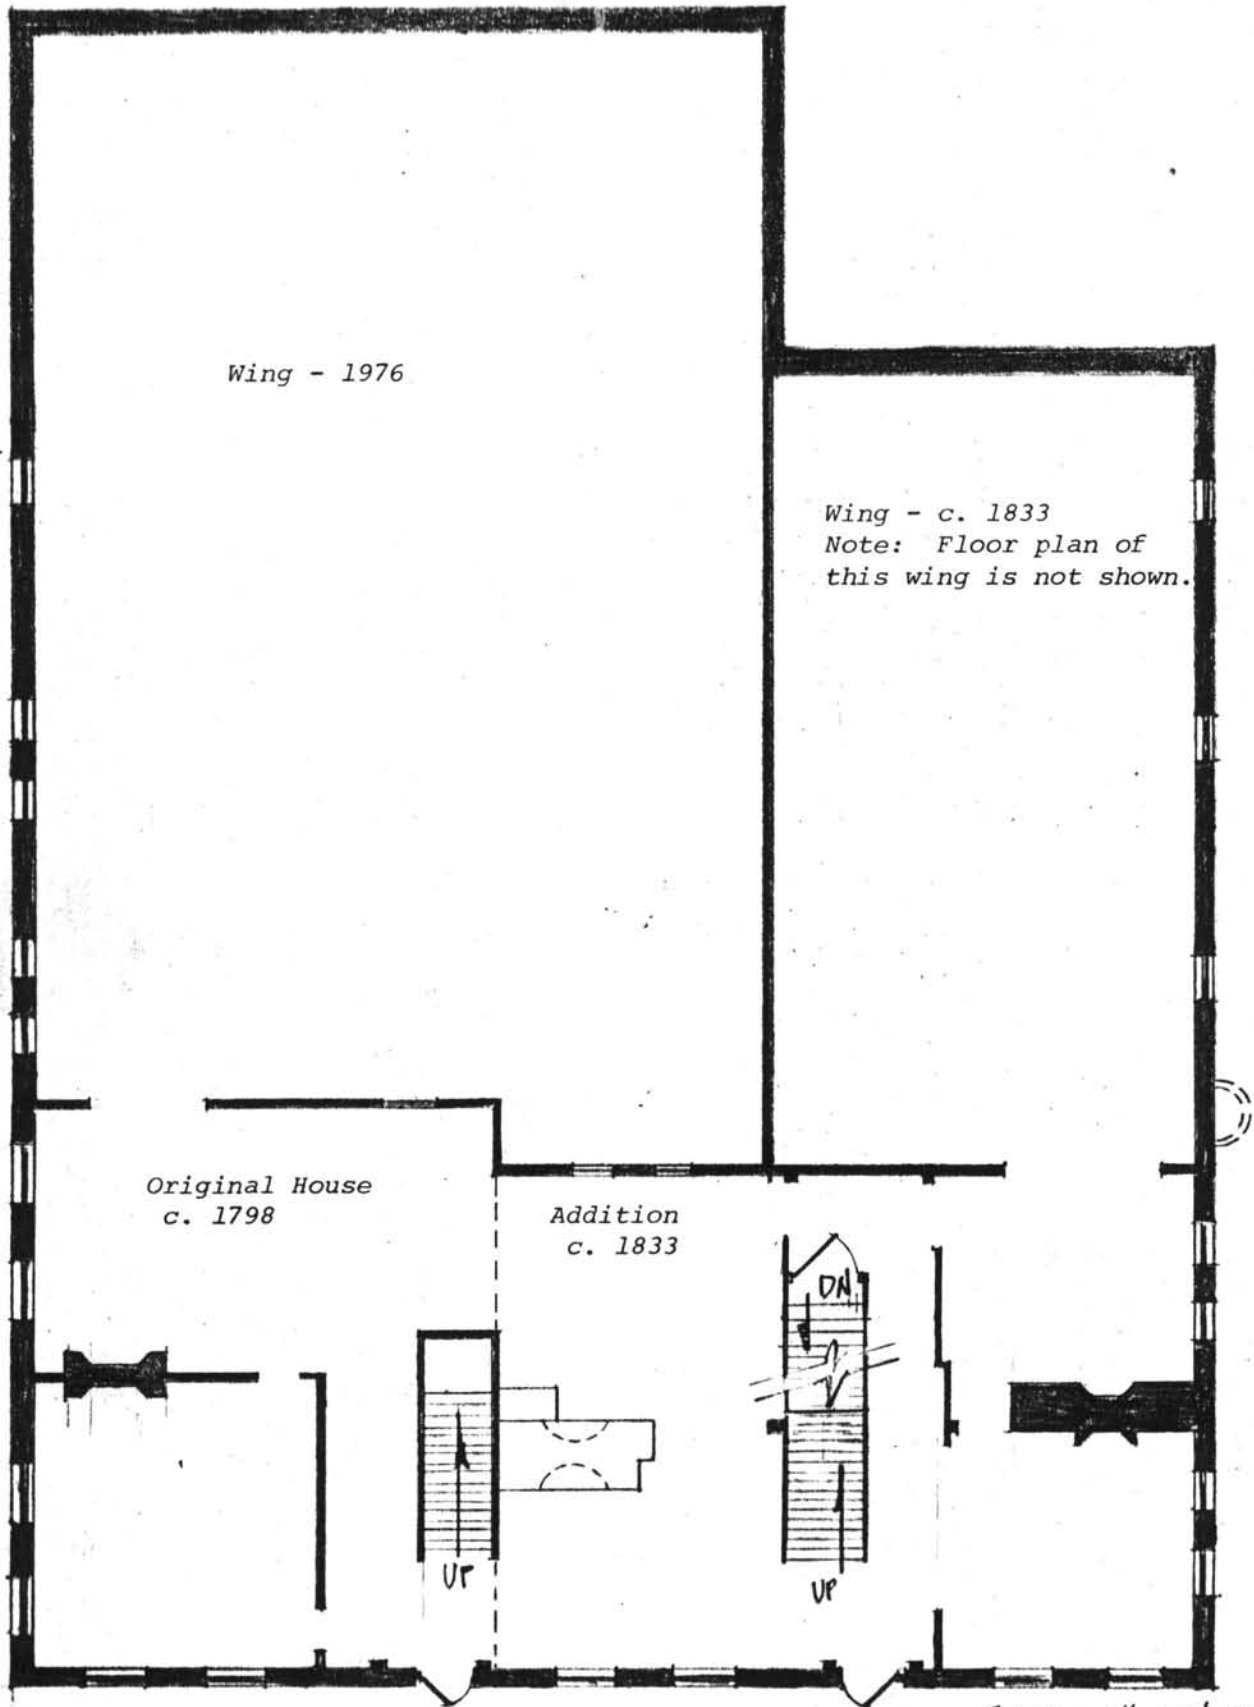 Wing - 1976
Wing - c. 1833
Note: Floor plan of
this wing is not shown.
Original House
c. 1798
Addition
c. 1833
DN
UP
UP